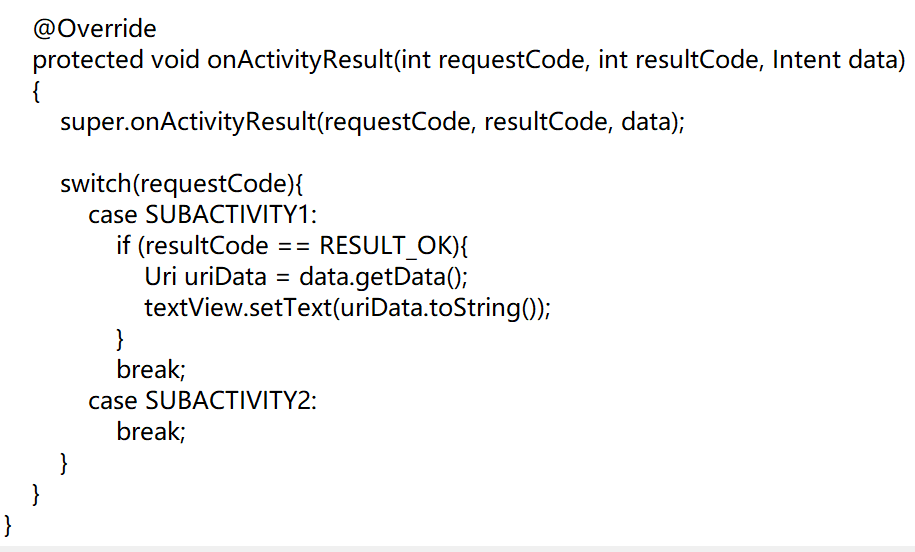 @Override
protected void onActivityResult(int requestCode, int resultCode, Intent data)
{
super.onActivityResult(requestCode, resultCode, data);
switch(requestCode){
case SUBACTIVITY1:
if (resultCode == RESULT_OK){
Uri uriData = data.getData();
textView.setText(uriData.toString());
}
break;
case SUBACTIVITY2:
break;
}
}
}